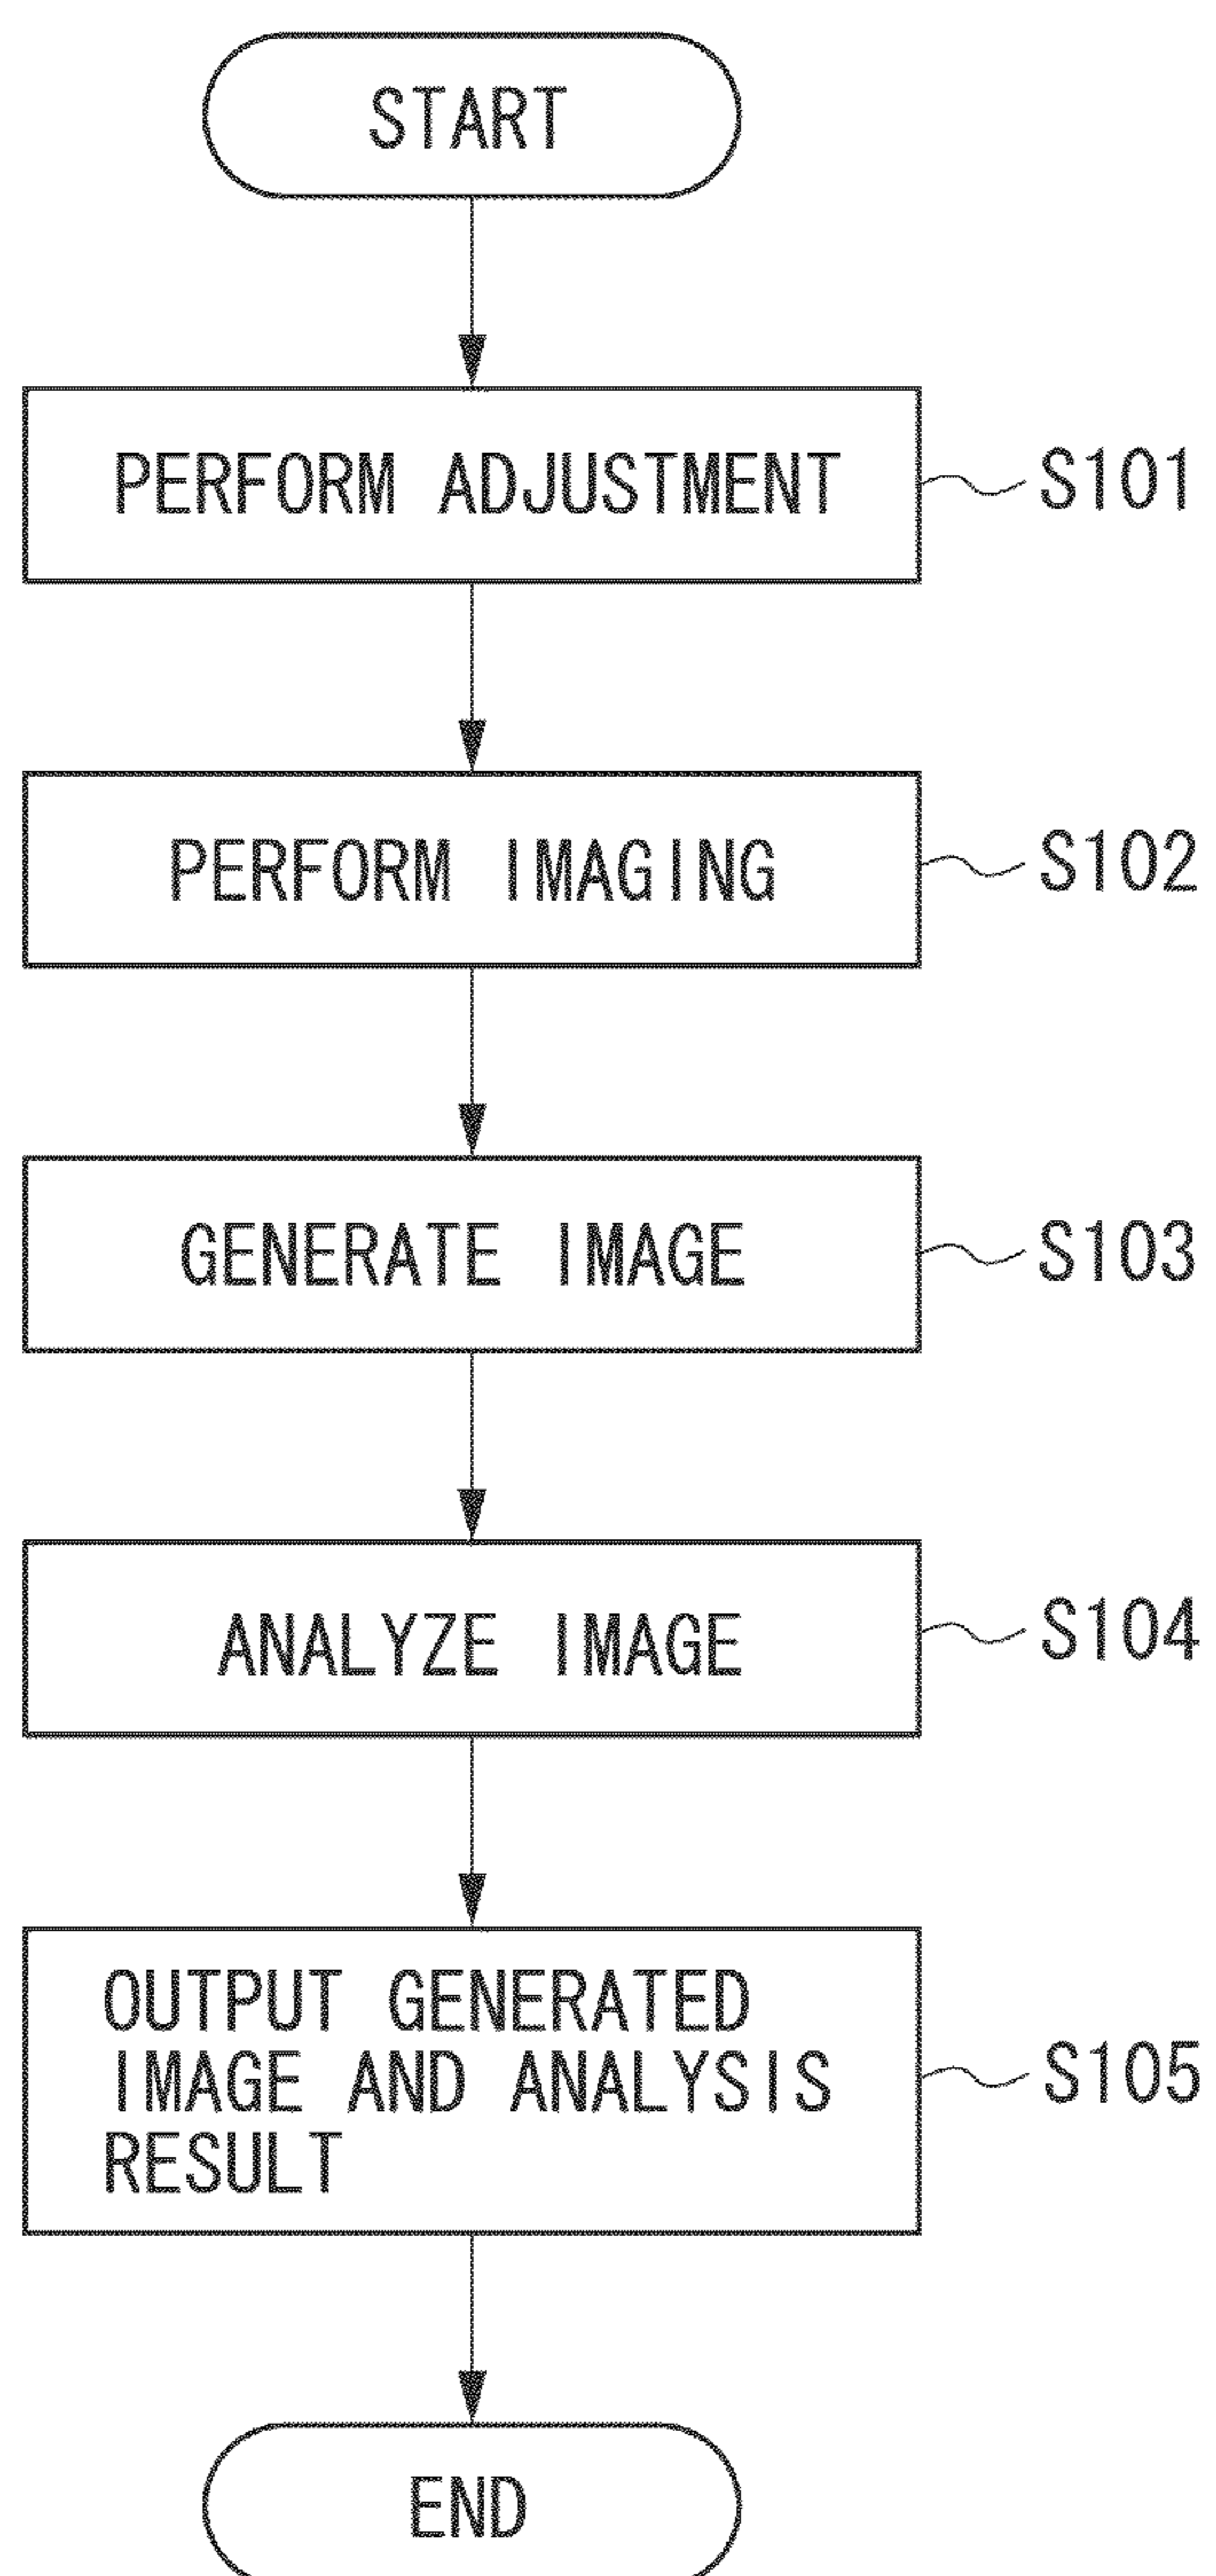 START
PERFORM ADJUSTMENT
S101
PERFORM IMAGING
S102
GENERATE IMAGE
S103
ANALYZE IMAGE
S104
OUTPUT GENERATED
IMAGE AND ANALYSIS
RESULT
S105
END